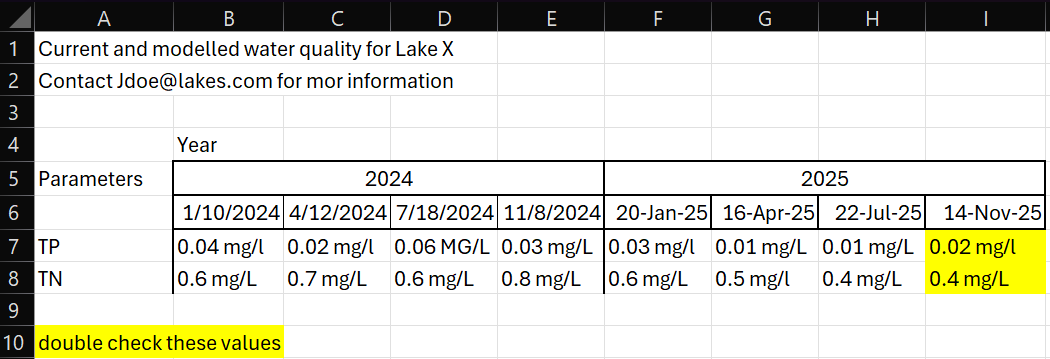 A B C D E F G H I
1 Current and modelled water quality for Lake X
2 Contact Jdoe@lakes.com for mor information
3
4 Year
5 Parameters 2024 2025
6 1/10/2024 4/12/2024 7/18/2024 11/8/2024 20-Jan-25 16-Apr-25 22-Jul-25 14-Nov-25
7 TP 0.04 mg/l 0.02 mg/l 0.06 MG/L 0.03 mg/L 0.03 mg/l 0.01 mg/L 0.01 mg/L 0.02 mg/l
8 TN 0.6 mg/L 0.7 mg/L 0.6 mg/L 0.8 mg/L 0.6 mg/L 0.5 mg/l 0.4 mg/L 0.4 mg/L
9
10 double check these values